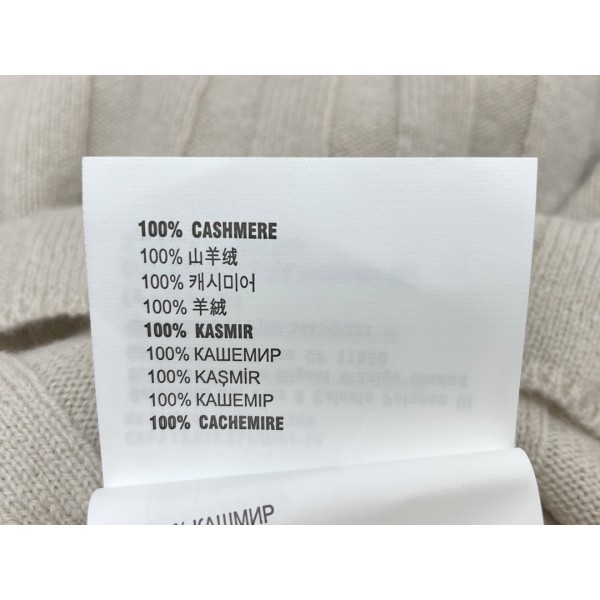 100% CASHMERE
100% 山羊绒
100% 캐시미어
100% 羊絨
100% KASMIR
100% КАШЕМИР
100% KAŞMİR
100% КАШЕМІР
100% CACHEMIRE
% КАШМИР